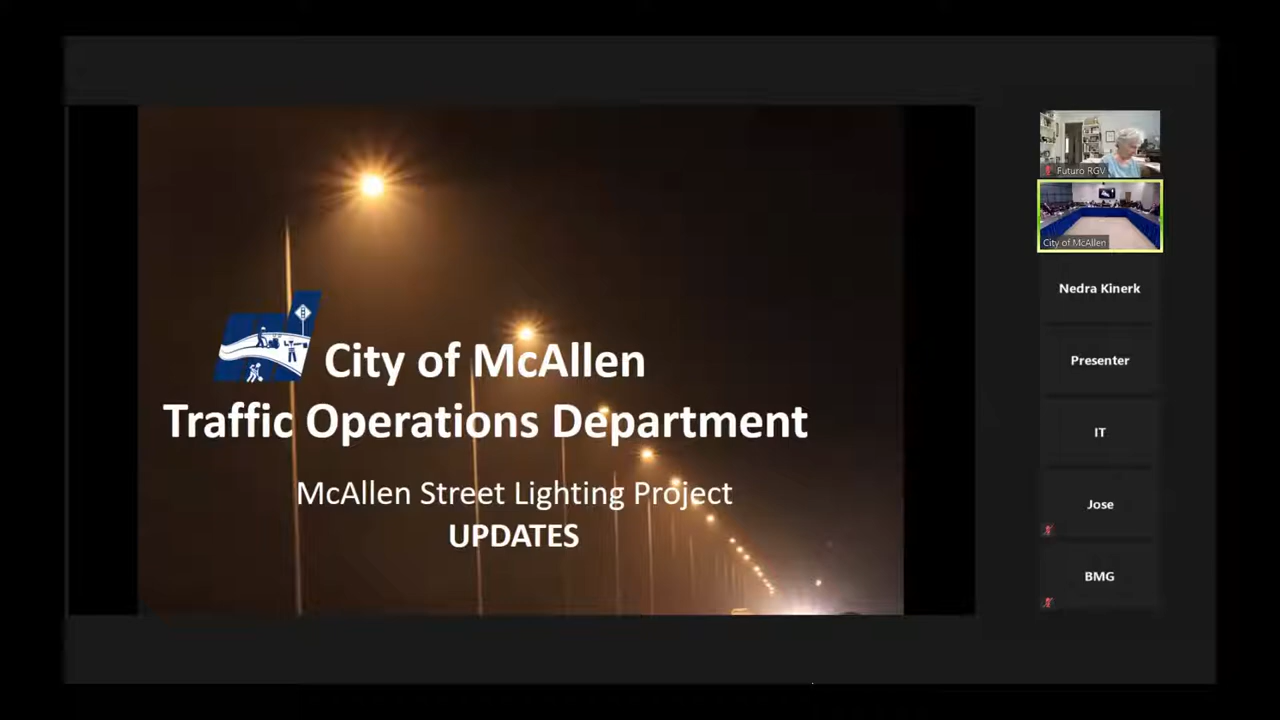 City of McAllen
Traffic Operations Department
McAllen Street Lighting Project
UPDATES
Futuro RGV
City of McAllen
Nedra Kinerk
Presenter
IT
Jose
BMG